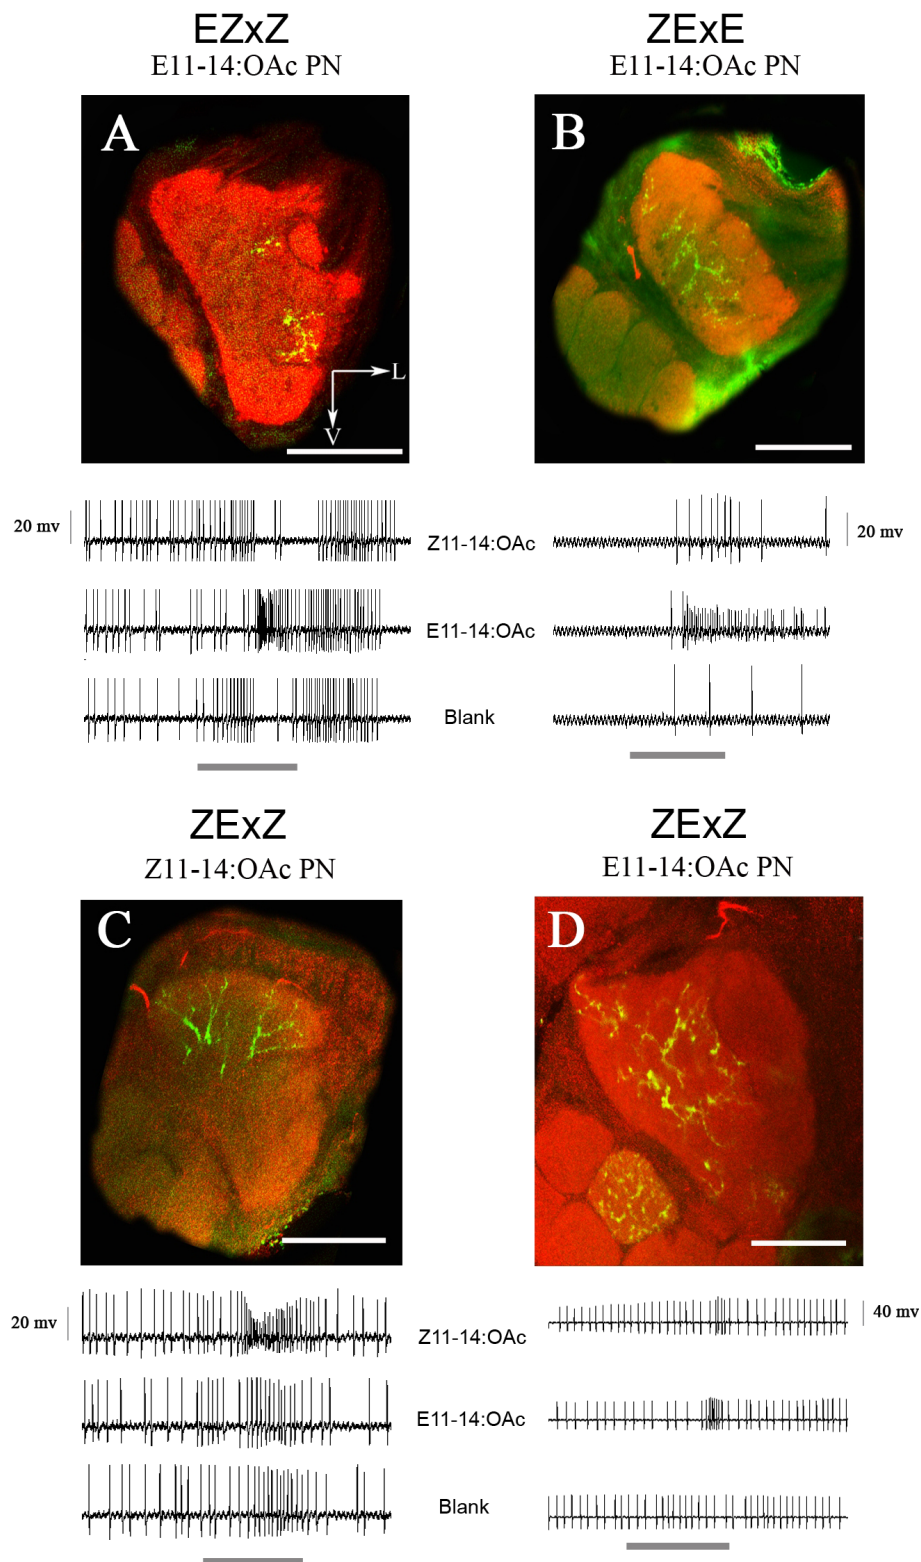 EZxZ
E11-14:OAc PN
ZExE
E11-14:OAc PN
A
L
V
B
20 mv
Z11-14:OAc
20 mv
E11-14:OAc
Blank
ZExZ
Z11-14:OAc PN
ZExZ
E11-14:OAc PN
C
D
20 mv
Z11-14:OAc
40 mv
E11-14:OAc
Blank